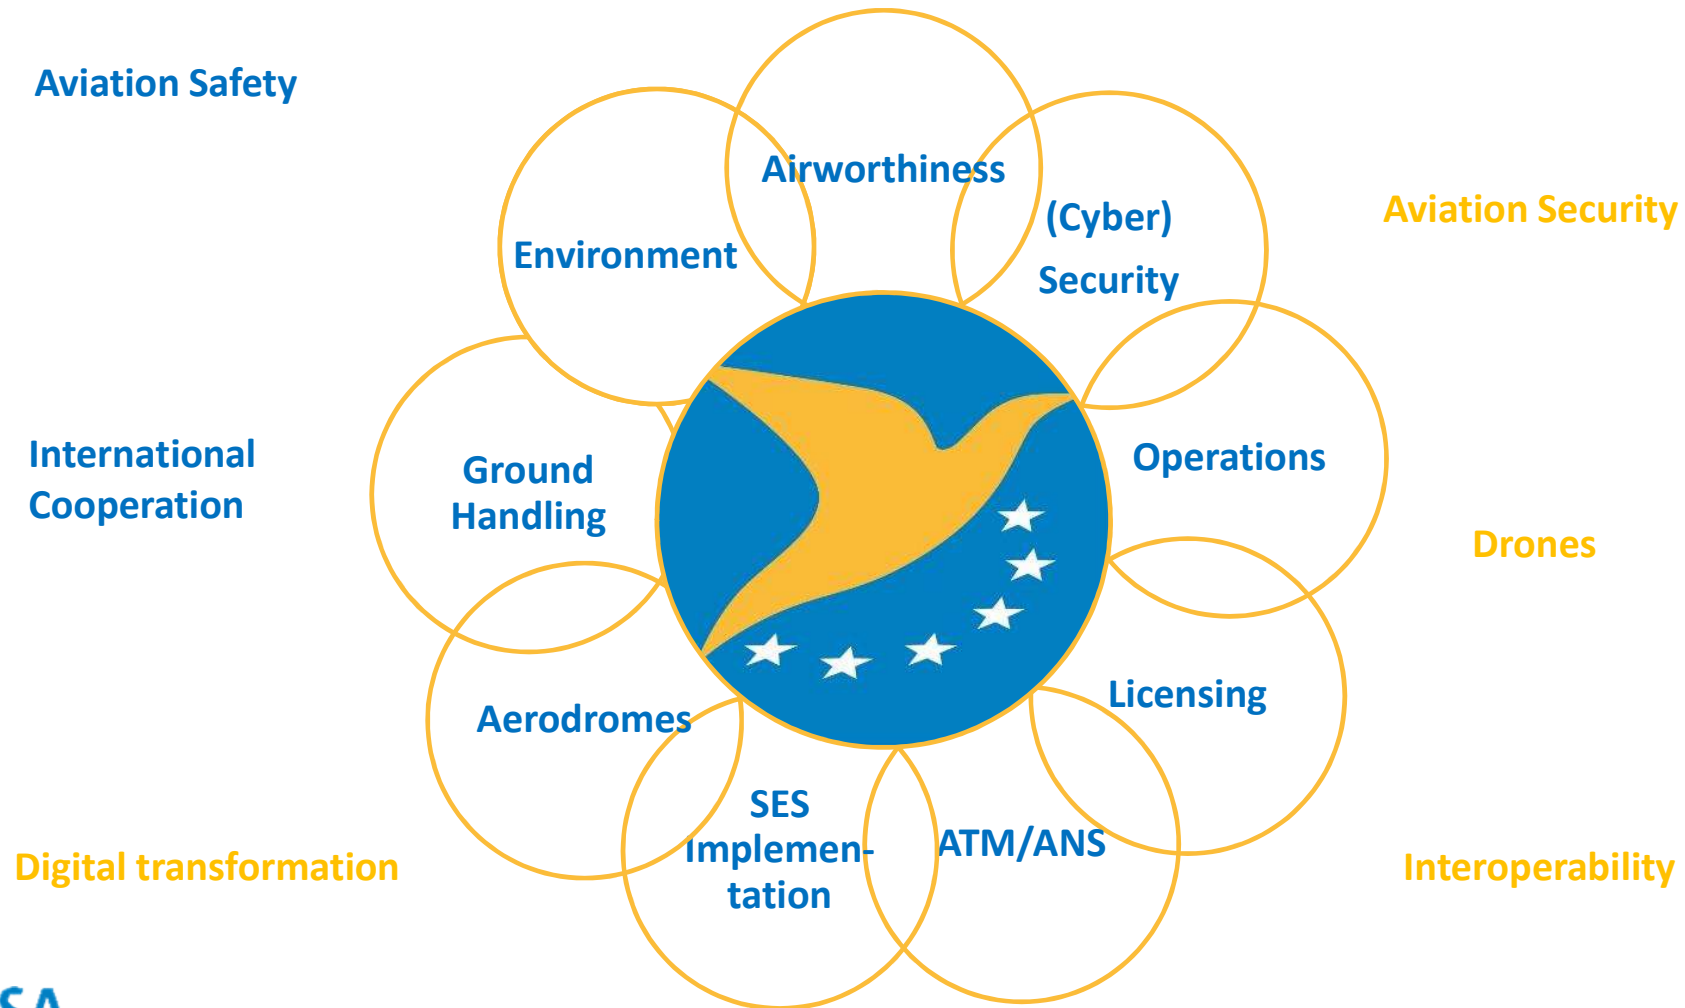 Aviation Safety
Airworthiness
(Cyber)
Security
Aviation Security
Environment
International
Cooperation
Ground
Handling
Operations
Drones
Aerodromes
Licensing
SES
Implemen-
tation
ATM/ANS
Digital transformation
Interoperability